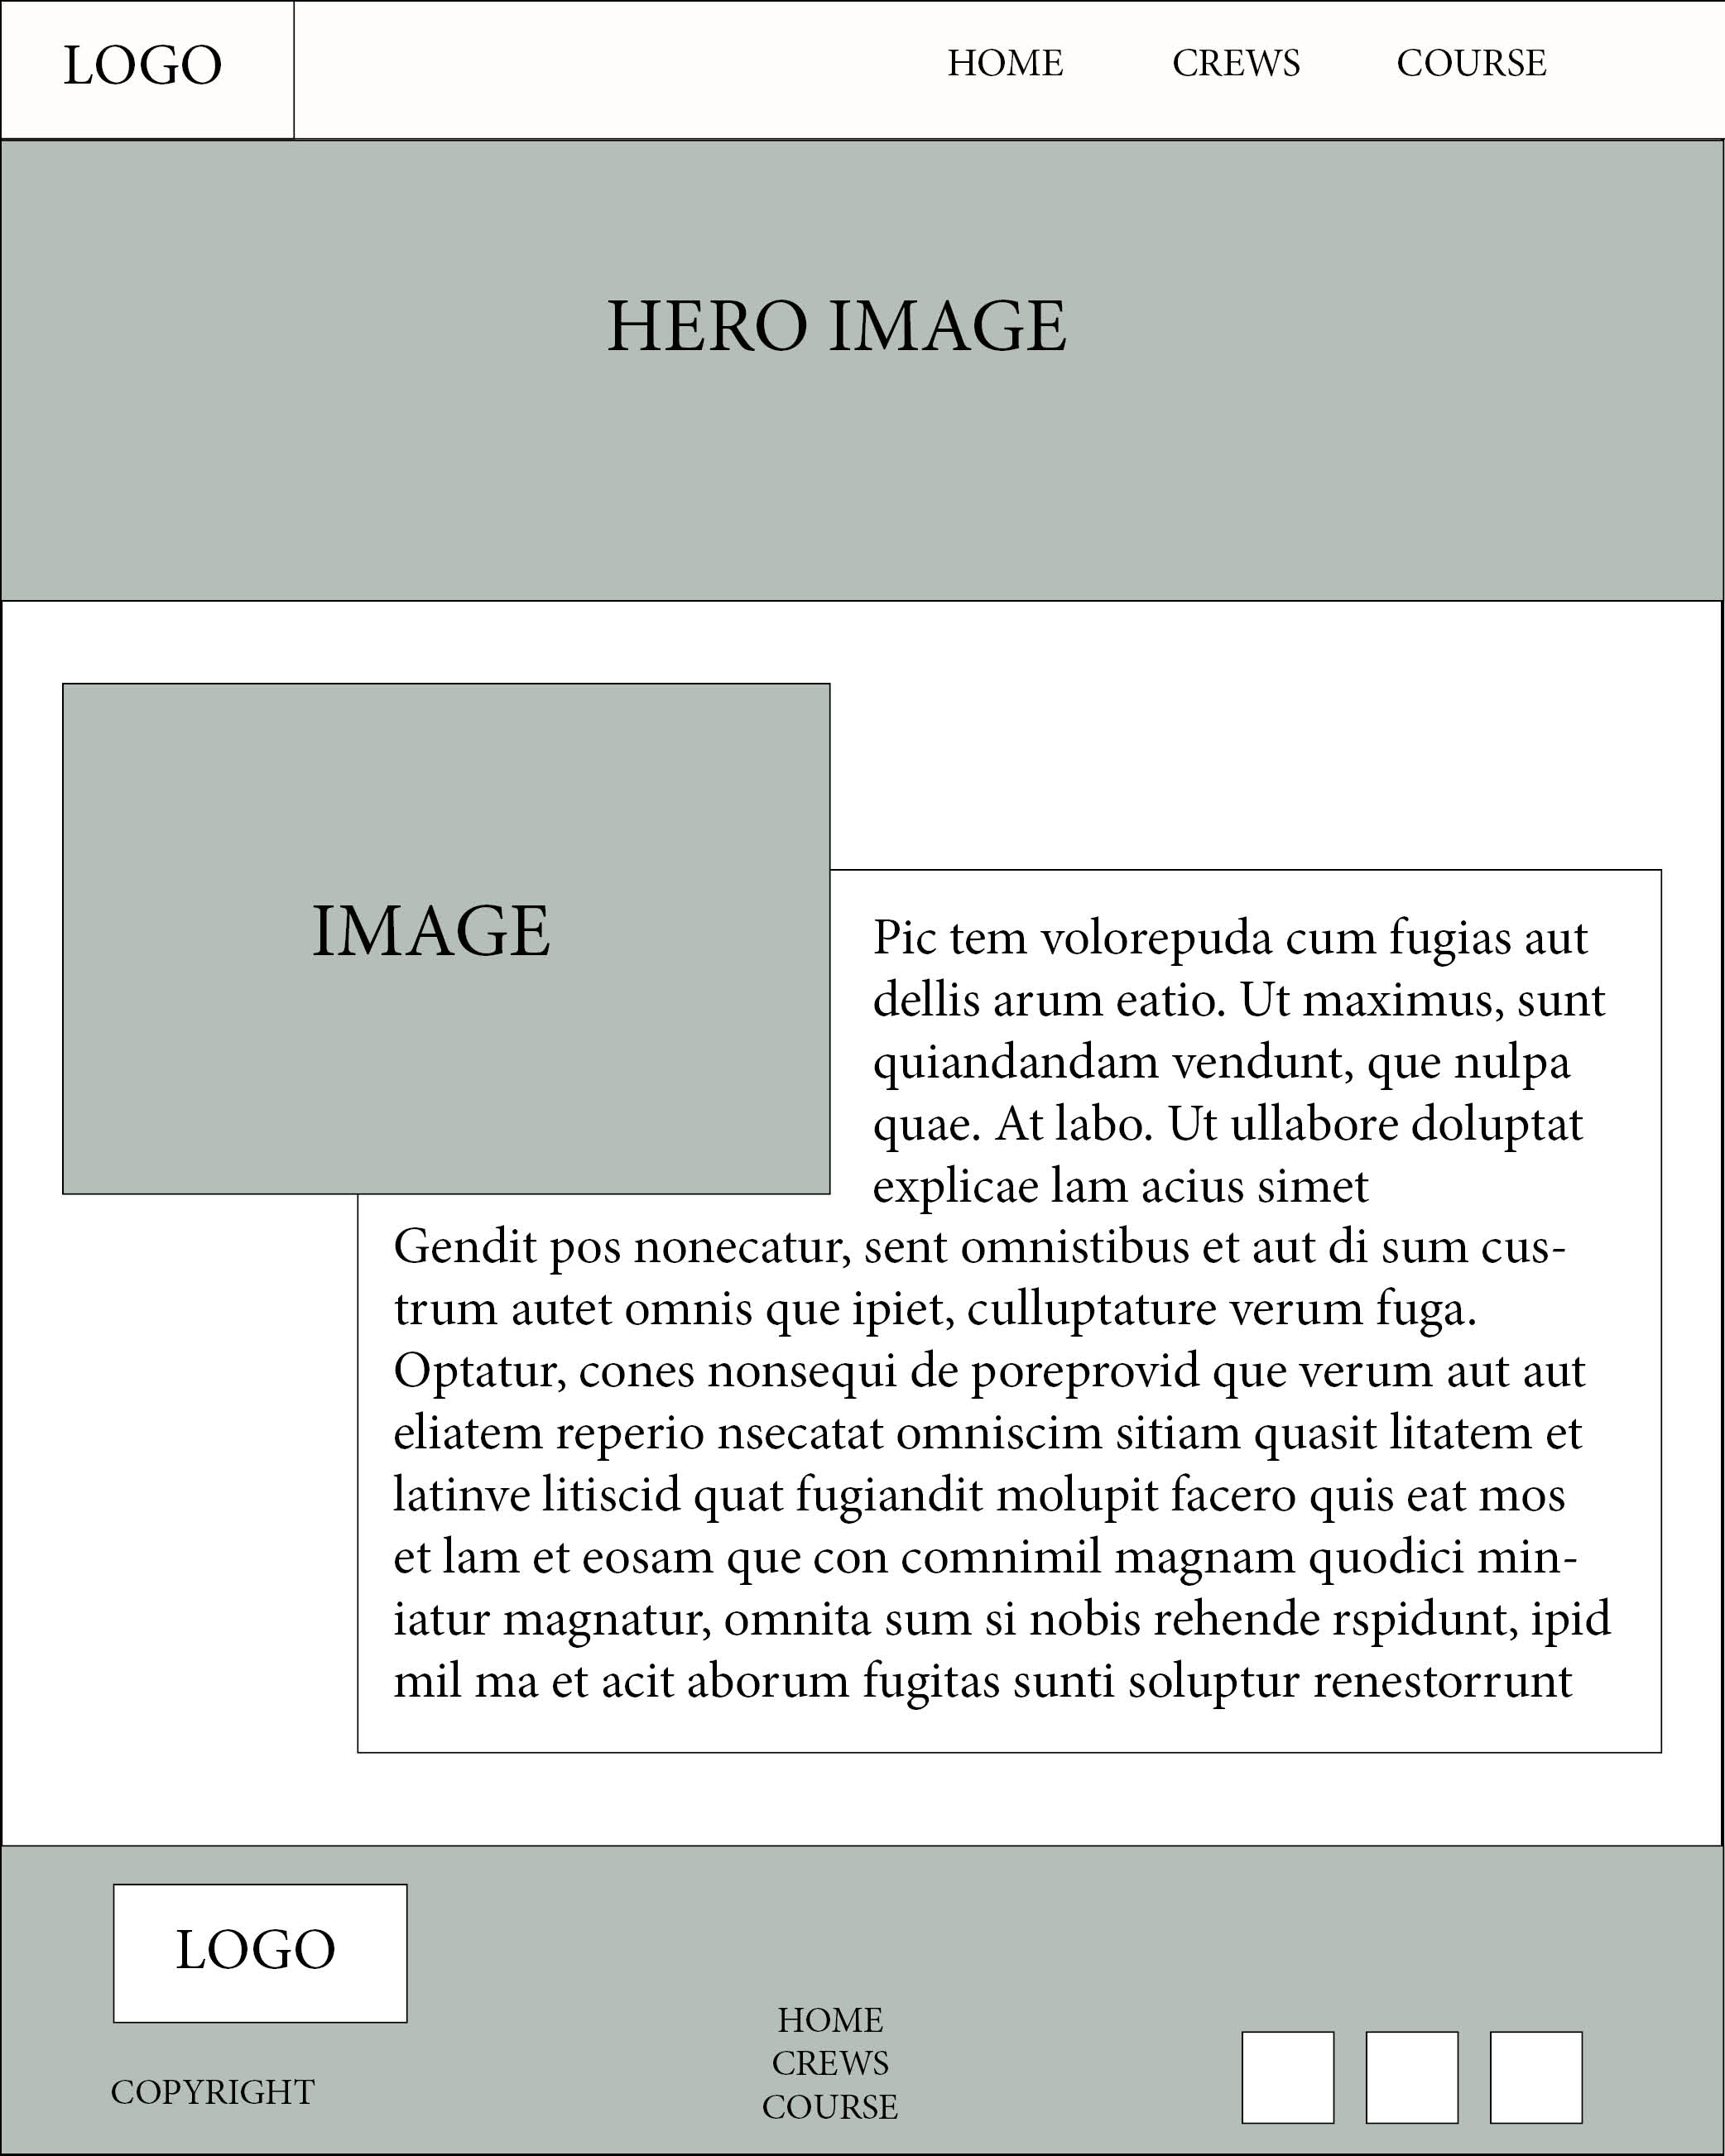 LOGO
HOME CREWS COURSE
HERO IMAGE
IMAGE
Pic tem volorepuda cum fugias aut
dellis arum eatio. Ut maximus, sunt
quiandandam vendunt, que nulpa
quae. At labo. Ut ullabore doluptat
explicae lam acius simet
Gendit pos nonecatur, sent omnistibus et aut di sum cus-
trum autet omnis que ipiet, culluptature verum fuga.
Optatur, cones nonsequi de poreprovid que verum aut aut
eliatem reperio nsecatat omniscim sitiam quasit litatem et
latinve litiscid quat fugiandit molupit facero quis eat mos
et lam et eosam que con comnimil magnam quodici min-
iatur magnatur, omnita sum si nobis rehende rspidunt, ipid
mil ma et acit aborum fugitas sunti soluptur renestorrunt
LOGO
COPYRIGHT
HOME
CREWS
COURSE